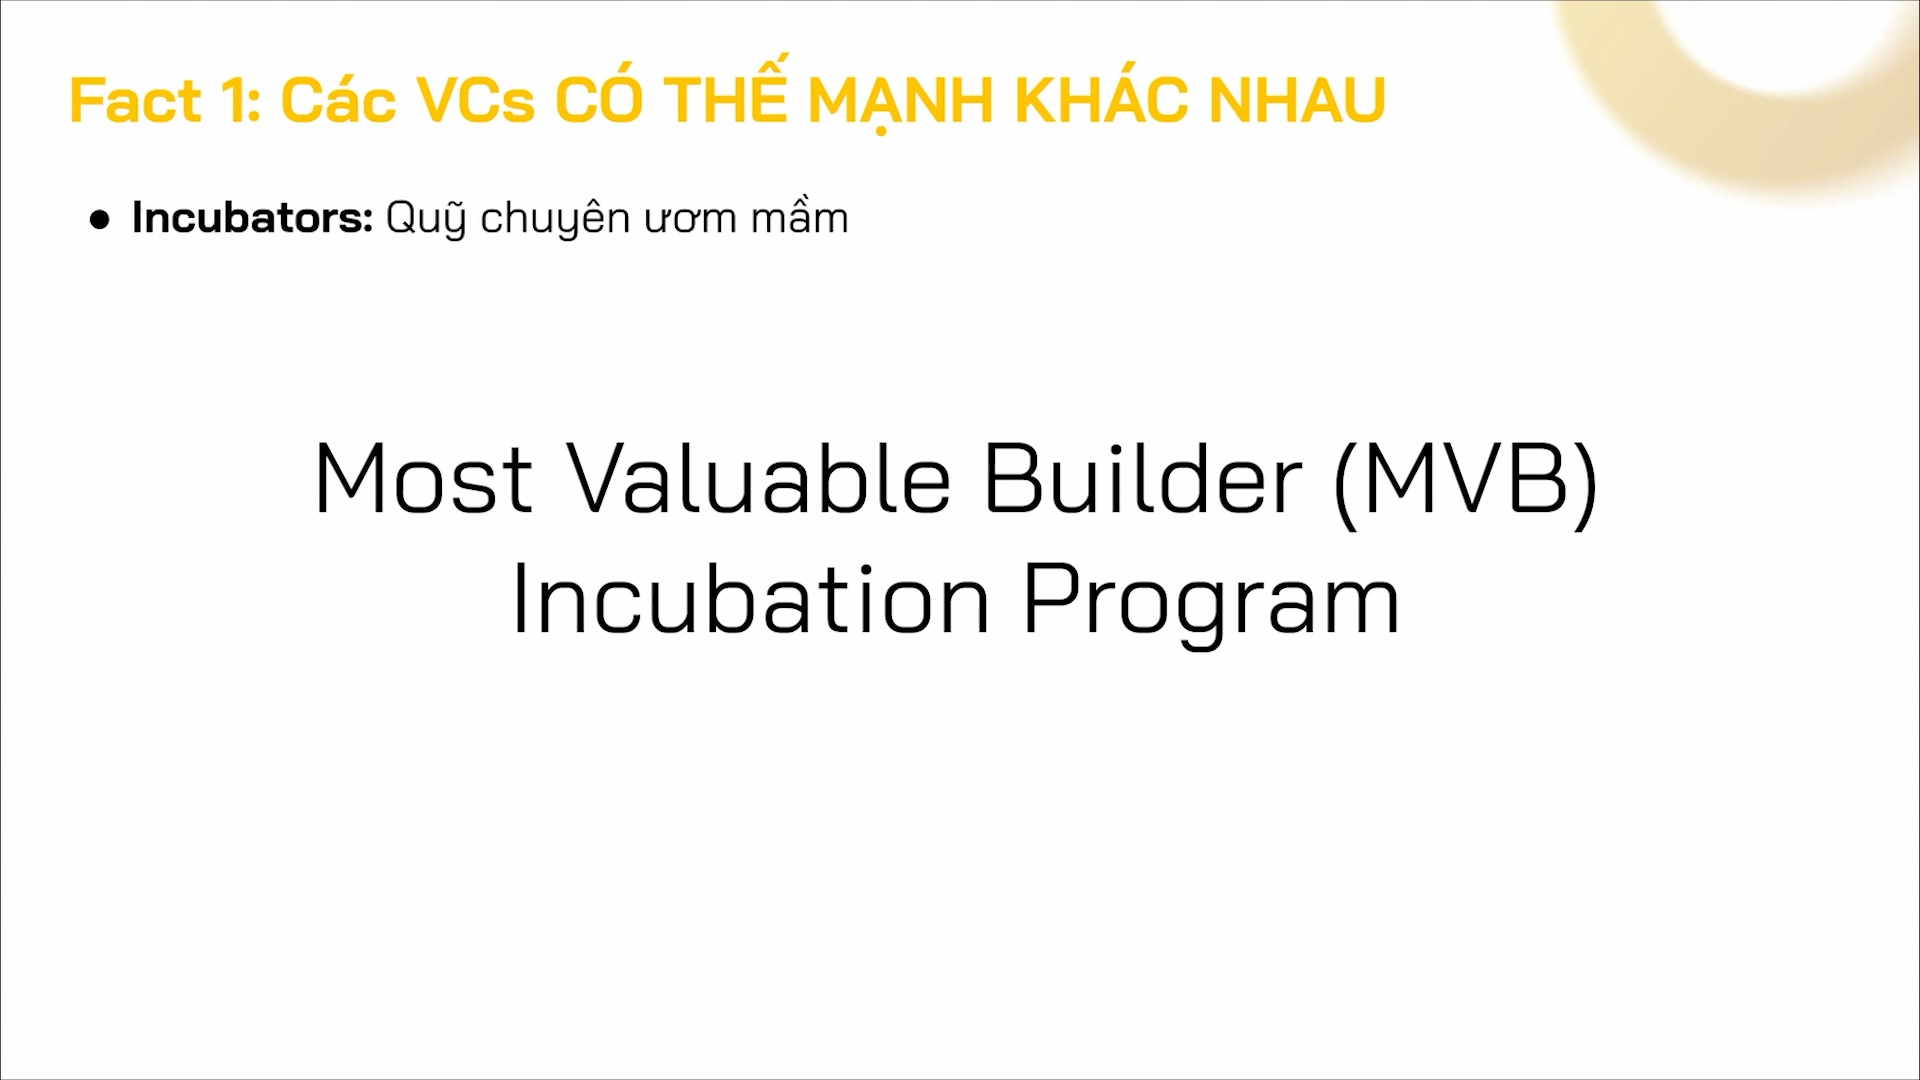 Fact 1: Các VCs CÓ THẾ MẠNH KHÁC NHAU
● Incubators: Quỹ chuyên ươm mầm
Most Valuable Builder (MVB)
Incubation Program